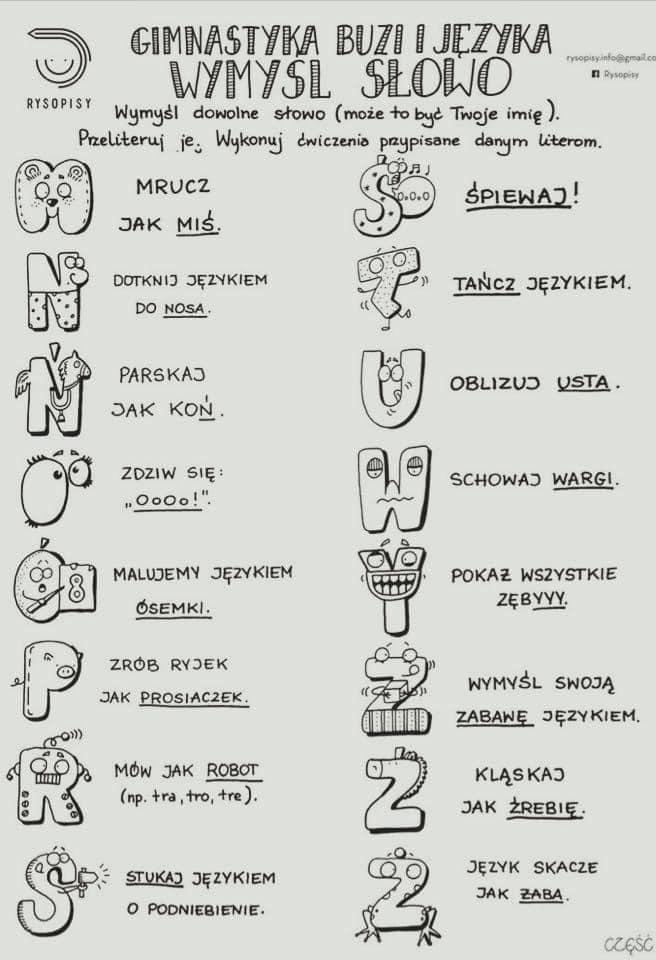 GIMNASTYKA BUZI I JĘZYKA
WYMYŚL SŁOWO
RYSOPISY
rysopisy.info@gmail.co
Rysopisy
Wymyśl dowolne słowo (może to być Twoje imię).
Przeliteruj je. Wykonuj ćwiczenia przypisane danym literom.
M
MRUCZ
JAK MIŚ.
N
DOTKNIJ JĘZYKIEM
DO NOSA.
Ń
PARSKAJ
JAK KOŃ.
O
ZDZIW SIĘ:
„OoOo!".
Ó
8
MALUJEMY JĘZYKIEM
ÓSEMKI.
P
ZRÓB RYJEK
JAK PROSIACZEK.
R
MÓW JAK ROBOT
(np. tra, tro, tre).
S
STUKAJ JĘZYKIEM
O PODNIEBIENIE.
Ś
O.O.O
ŚPIEWAJ!
T
TAŃCZ JĘZYKIEM.
U
OBLIZUJ USTA.
W
SCHOWAJ WARGI.
Y
POKAŻ WSZYSTKIE
ZĘBYYY.
Z
WYMYŚL SWOJĄ
ZABAWĘ JĘZYKIEM.
Ź
KLĄSKAJ
JAK ŹREBIĘ.
Ż
JĘZYK SKACZE
JAK ŻABA.
CZĘŚĆ